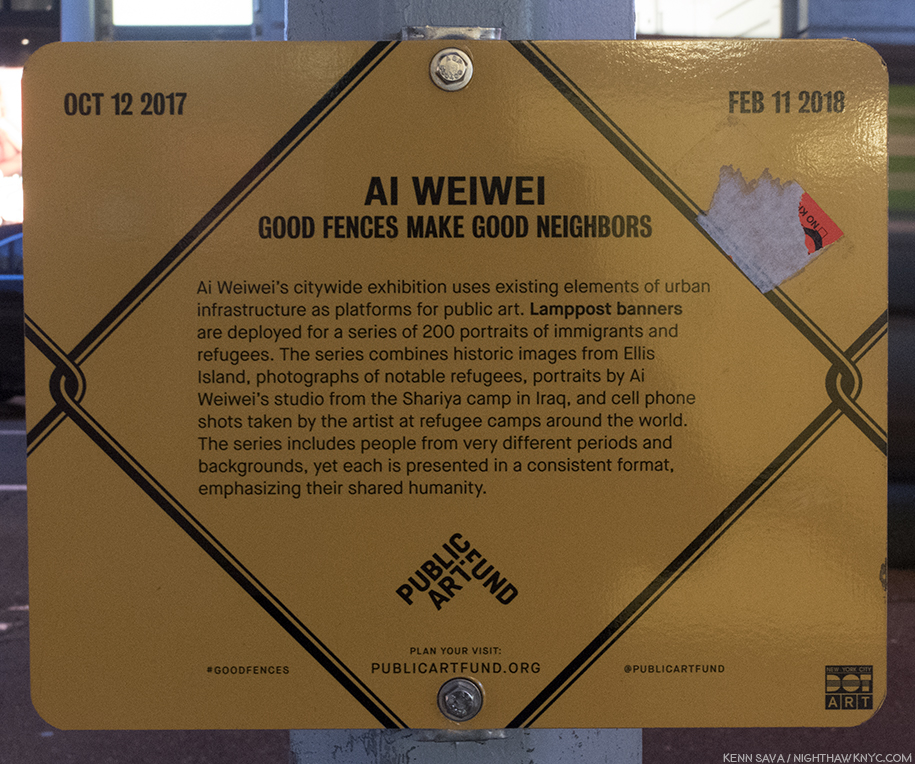 OCT 12 2017
FEB 11 2018
AI WEIWEI
GOOD FENCES MAKE GOOD NEIGHBORS
Ai Weiwei's citywide exhibition uses existing elements of urban
infrastructure as platforms for public art. Lamppost banners
are deployed for a series of 200 portraits of immigrants and
refugees. The series combines historic images from Ellis
Island, photographs of notable refugees, portraits by Ai
Weiwei's studio from the Shariya camp in Iraq, and cell phone
shots taken by the artist at refugee camps around the world.
The series includes people from very different periods and
backgrounds, yet each is presented in a consistent format,
emphasizing their shared humanity.
PUBLIC
ART FUND
PLAN YOUR VISIT:
#GOODFENCES
PUBLICARTFUND.ORG
@PUBLICARTFUND
NEW YORK CITY
DOT
ART
KENN SAVA / NIGHTHAWKNYC.COM